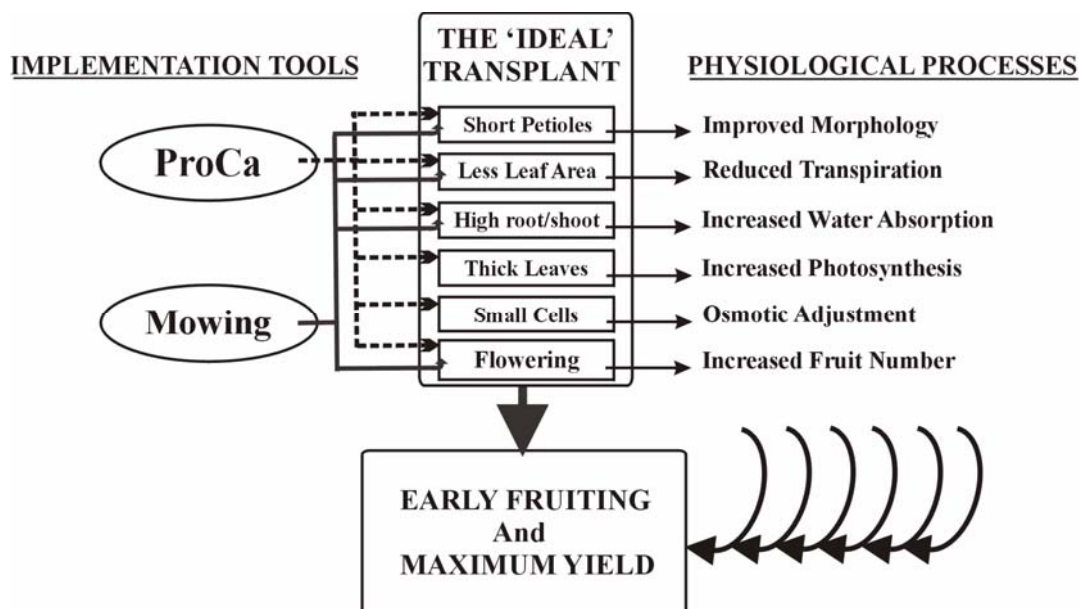 THE ‘IDEAL’
TRANSPLANT
IMPLEMENTATION TOOLS
PHYSIOLOGICAL PROCESSES
ProCa
Mowing
Short Petioles
Improved Morphology
Less Leaf Area
Reduced Transpiration
High root/shoot
Increased Water Absorption
Thick Leaves
Increased Photosynthesis
Small Cells
Osmotic Adjustment
Flowering
Increased Fruit Number
EARLY FRUITING
And
MAXIMUM YIELD